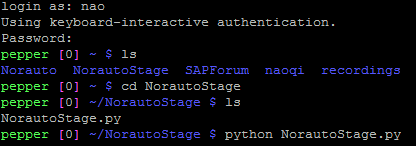 login as: nao
Using keyboard-interactive authentication.
Password:
pepper [0] ~ $ ls
Norauto NorautoStage SAPForum naoqi recordings
pepper [0] ~ $ cd NorautoStage
pepper [0] ~/NorautoStage $ ls
NorautoStage.py
pepper [0] ~/NorautoStage $ python NorautoStage.py